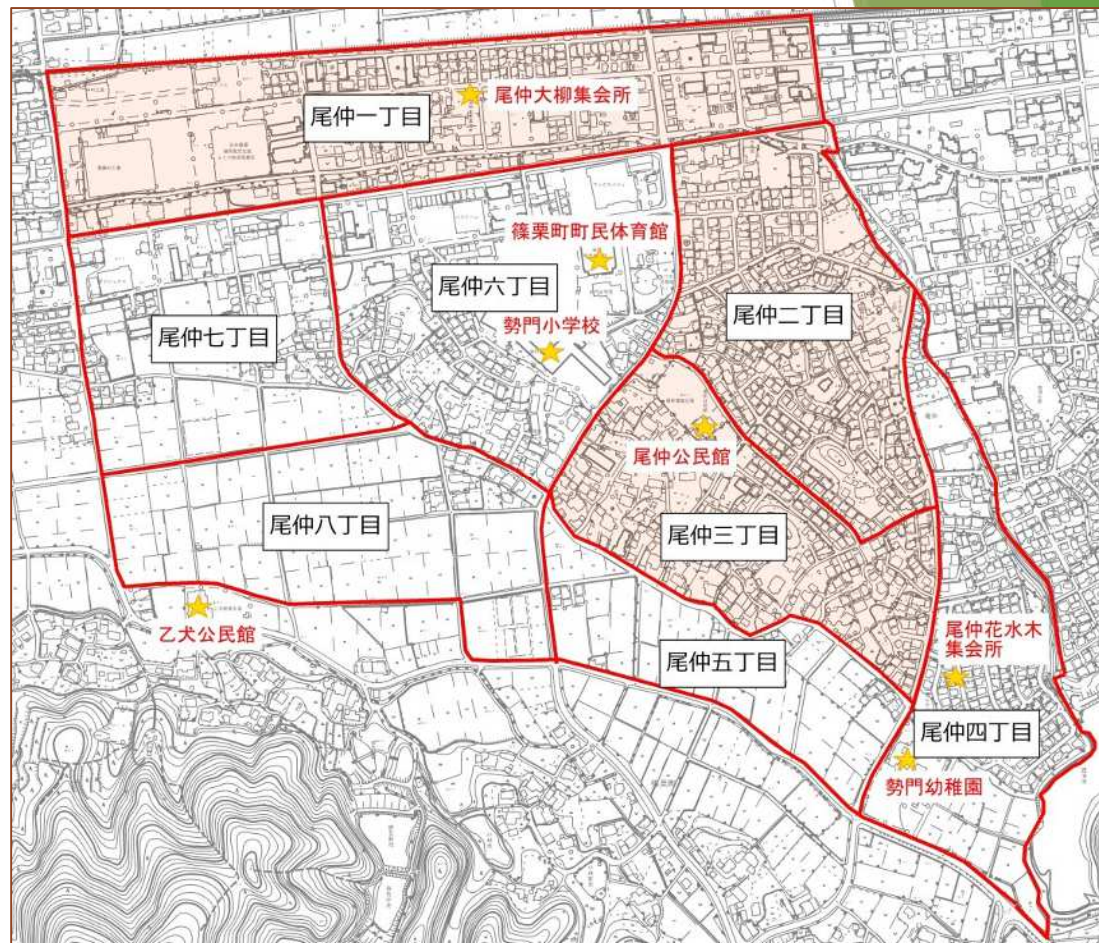 尾仲大柳集会所
尾仲一丁目
篠栗町町民体育館
尾仲六丁目
尾仲二丁目
尾仲七丁目
勢門小学校
尾仲公民館
尾仲八丁目
尾仲三丁目
乙犬公民館
尾仲花水木
集会所
尾仲五丁目
尾仲四丁目
勢門幼稚園